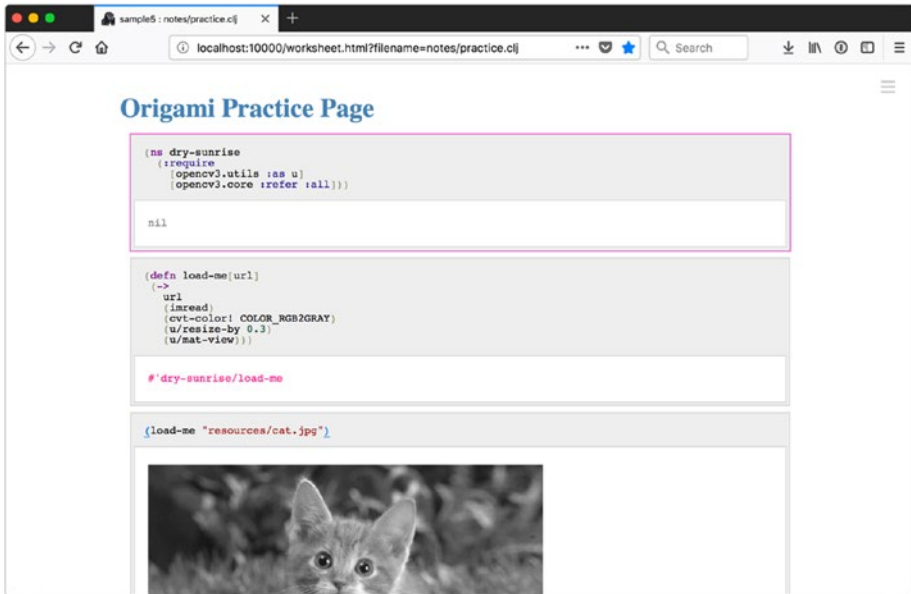 sample5 : notes/practice.clj
localhost:10000/worksheet.html?filename=notes/practice.clj
Search
Origami Practice Page
(ns dry-sunrise
(:require
[opencv3.utils :as u]
[opencv3.core :refer :all]))
nil
(defn load-me[url]
(->
url
(imread)
(cvt-color! COLOR_RGB2GRAY)
(u/resize-by 0.3)
(u/mat-view)))
#'dry-sunrise/load-me
(load-me "resources/cat.jpg")